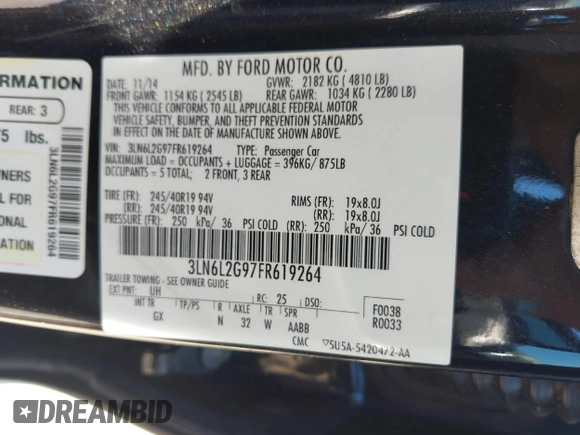 ORMATION
REAR: 3
75 lbs.
WNERS
AL FOR
ONAL
ATION
3LN6L2G97FR619264
MFD. BY FORD MOTOR CO.
DATE: 11/14 GVWR: 2182 KG ( 4810 LB)
FRONT GAWR: 1154 KG ( 2545 LB) REAR GAWR: 1034 KG ( 2280 LB)
THIS VEHICLE CONFORMS TO ALL APPLICABLE FEDERAL MOTOR
VEHICLE SAFETY, BUMPER, AND THEFT PREVENTION STANDARDS
IN EFFECT ON THE DATE OF MANUFACTURE SHOWN ABOVE.
VIN: 3LN6L2G97FR619264 TYPE: Passenger Car
MAXIMUM LOAD = OCCUPANTS + LUGGAGE = 396KG/ 875LB
OCCUPANTS = 5 TOTAL; 2 FRONT, 3 REAR
TIRE (FR): 245/40R19 94V RIMS (FR): 19x8.0J
(RR): 245/40R19 94V (RR): 19x8.0J
PRESSURE (FR): 250 kPa/ 36 PSI COLD (RR): 250 kPa/ 36 PSI COLD
3LN6L2G97FR619264
TRAILER TOWING - SEE OWNER GUIDE
EXT PNT: UH RC: 25 DSO: F0038
INT TR TP/PS R AXLE TR SPR R0033
GX N 32 W AABB
CMC ▽5U5A-5420472-AA
DREAMBID